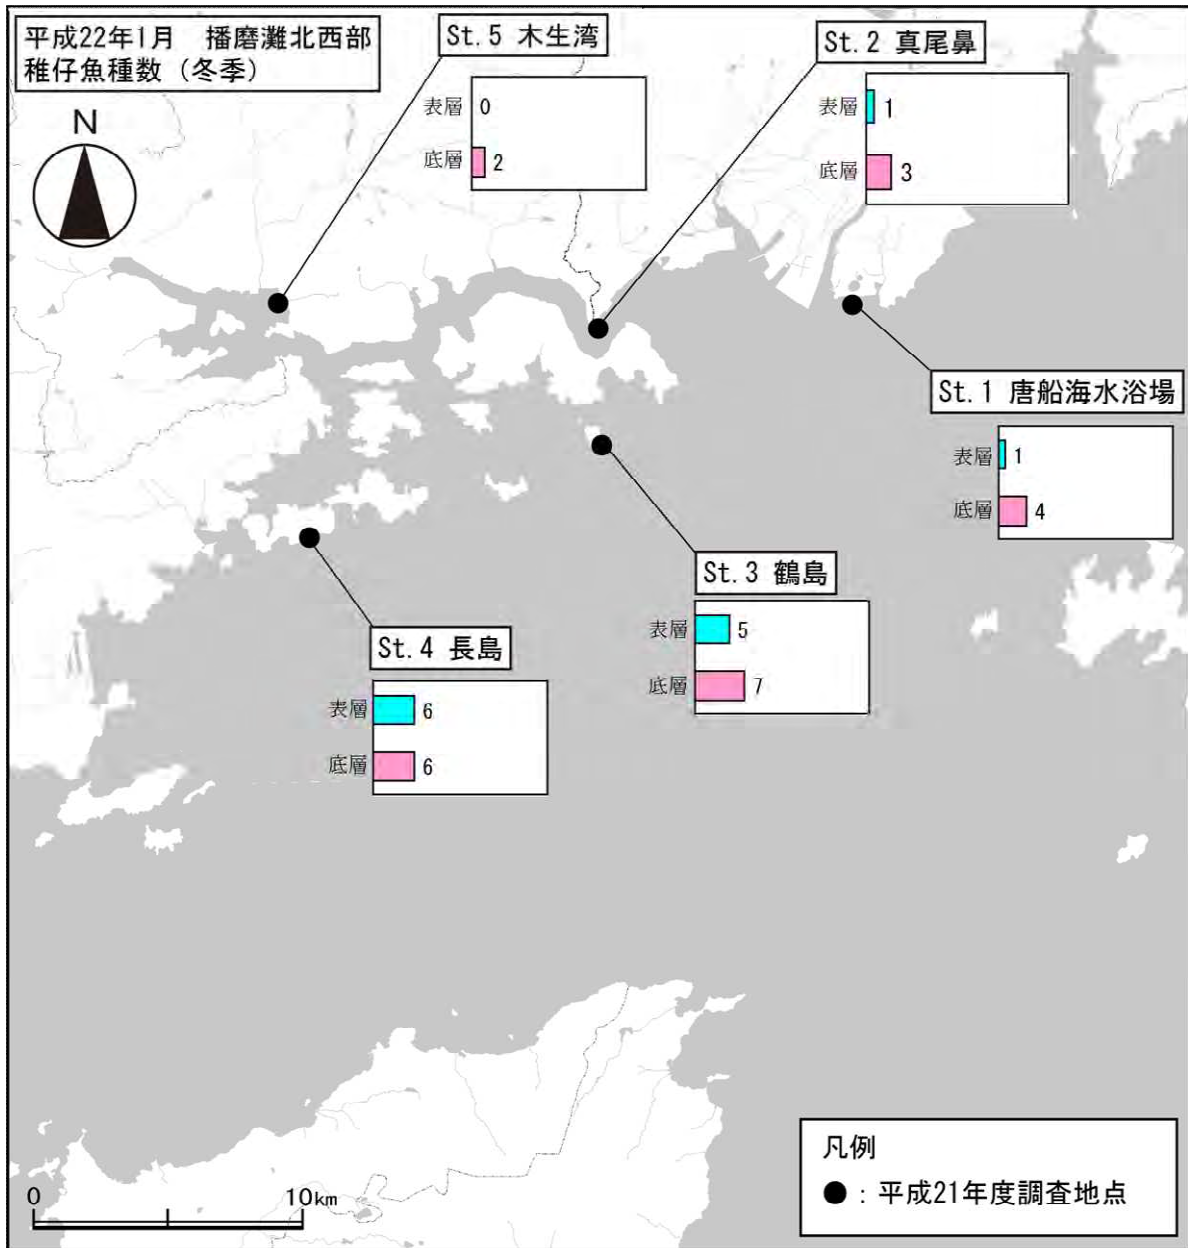 平成22年1月　播磨灘北西部
稚仔魚種数（冬季）
N
St.5 木生湾
表層 0
底層 2
St.2 真尾鼻
表層 1
底層 3
St.1 唐船海水浴場
表層 1
底層 4
St.3 鶴島
表層 5
底層 7
St.4 長島
表層 6
底層 6
凡例
●：平成21年度調査地点
0 10km